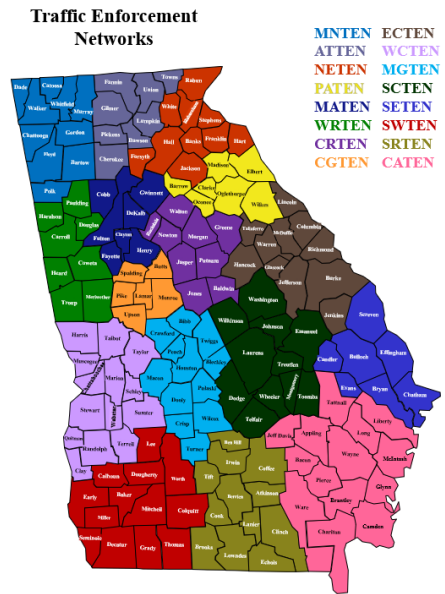 Traffic Enforcement
Networks
MNTEN ECTEN
ATTEN WCTEN
NETEN MGTEN
PATEN SCTEN
MATEN SETEN
WRTEN SWTEN
CRTEN SRTEN
CGTEN CATEN
Dade Catoosa Fannin Towns Rabun
Walker Whitfield Murray Gilmer Union
White Habersham
Chattooga Gordon Lumpkin Stephens
Pickens Dawson Hall Banks Franklin Hart
Floyd Bartow Cherokee Forsyth Jackson Madison Elbert
Polk Cobb Gwinnett Barrow Clarke Oglethorpe
Haralson Paulding Oconee Wilkes Lincoln
Douglas DeKalb Walton
Carroll Fulton Clayton Rockdale Newton Morgan Greene Taliaferro McDuffie Columbia
Fayette Henry Warren Richmond
Heard Coweta Spalding Butts Jasper Putnam Hancock Glascock Burke
Troup Meriwether Pike Lamar Monroe Jones Baldwin Jefferson
Upson Washington Jenkins Screven
Harris Talbot Crawford Bibb Twiggs Wilkinson Johnson Emanuel
Muscogee Taylor Peach Laurens Candler Bulloch Effingham
Chattahoochee Marion Macon Houston Bleckley Treutlen
Schley Pulaski Montgomery Toombs Evans Bryan Chatham
Stewart Webster Sumter Dooly Dodge Wheeler Tattnall
Wilcox Telfair Liberty
Quitman Randolph Terrell Lee Crisp Jeff Davis Appling Long
Clay Turner Ben Hill Bacon Wayne McIntosh
Calhoun Dougherty Worth Irwin Coffee
Early Baker Tift Pierce Glynn
Mitchell Colquitt Berrien Atkinson Ware Brantley
Miller Cook Lanier Camden
Seminole Decatur Grady Thomas Brooks Lowndes Clinch Charlton
Echols